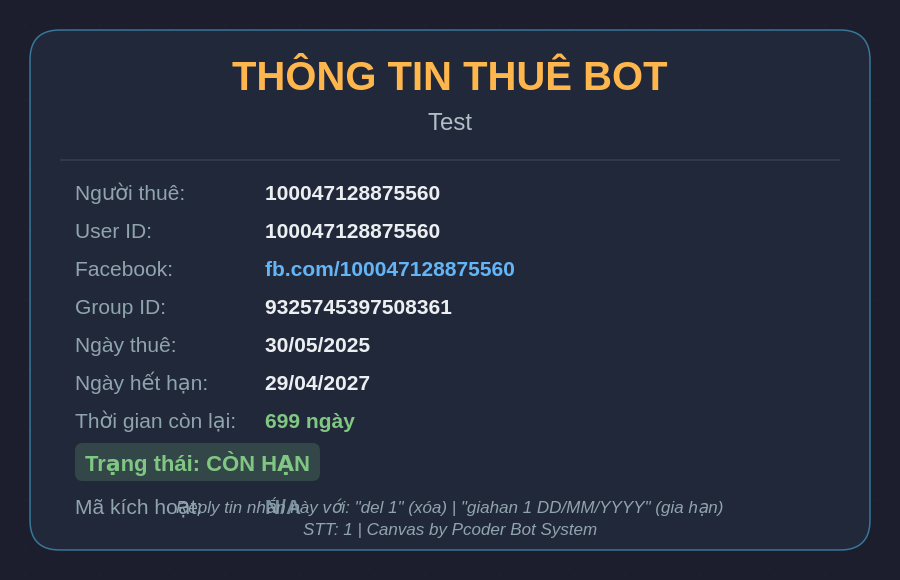 THÔNG TIN THUÊ BOT
Test
Người thuê: 100047128875560
User ID: 100047128875560
Facebook: fb.com/100047128875560
Group ID: 9325745397508361
Ngày thuê: 30/05/2025
Ngày hết hạn: 29/04/2027
Thời gian còn lại: 699 ngày
Trạng thái: CÒN HẠN
Mã kích hoạt: N/A
Reply tin nhắn này với: "del 1" (xóa) | "giahan 1 DD/MM/YYYY" (gia hạn)
STT: 1 | Canvas by Pcoder Bot System